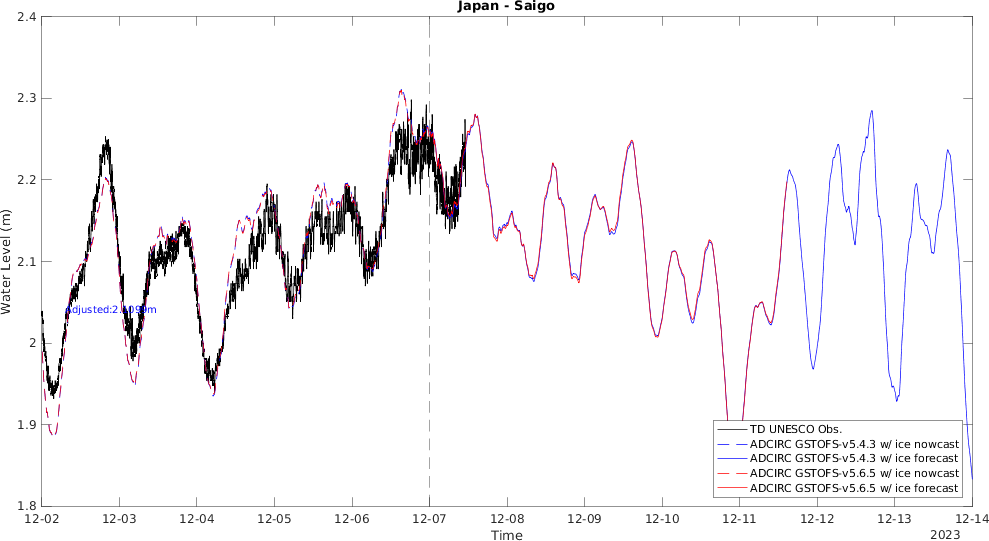 Japan - Saigo
2.4
2.3
2.2
2.1
2
1.9
1.8
Water Level (m)
TD UNESCO Obs.
ADCIRC GSTOFS-v5.4.3 w/ ice nowcast
ADCIRC GSTOFS-v5.4.3 w/ ice forecast
ADCIRC GSTOFS-v5.6.5 w/ ice nowcast
ADCIRC GSTOFS-v5.6.5 w/ ice forecast
12-02 12-03 12-04 12-05 12-06 12-07 12-08 12-09 12-10 12-11 12-12 12-13 12-14
Time
2023